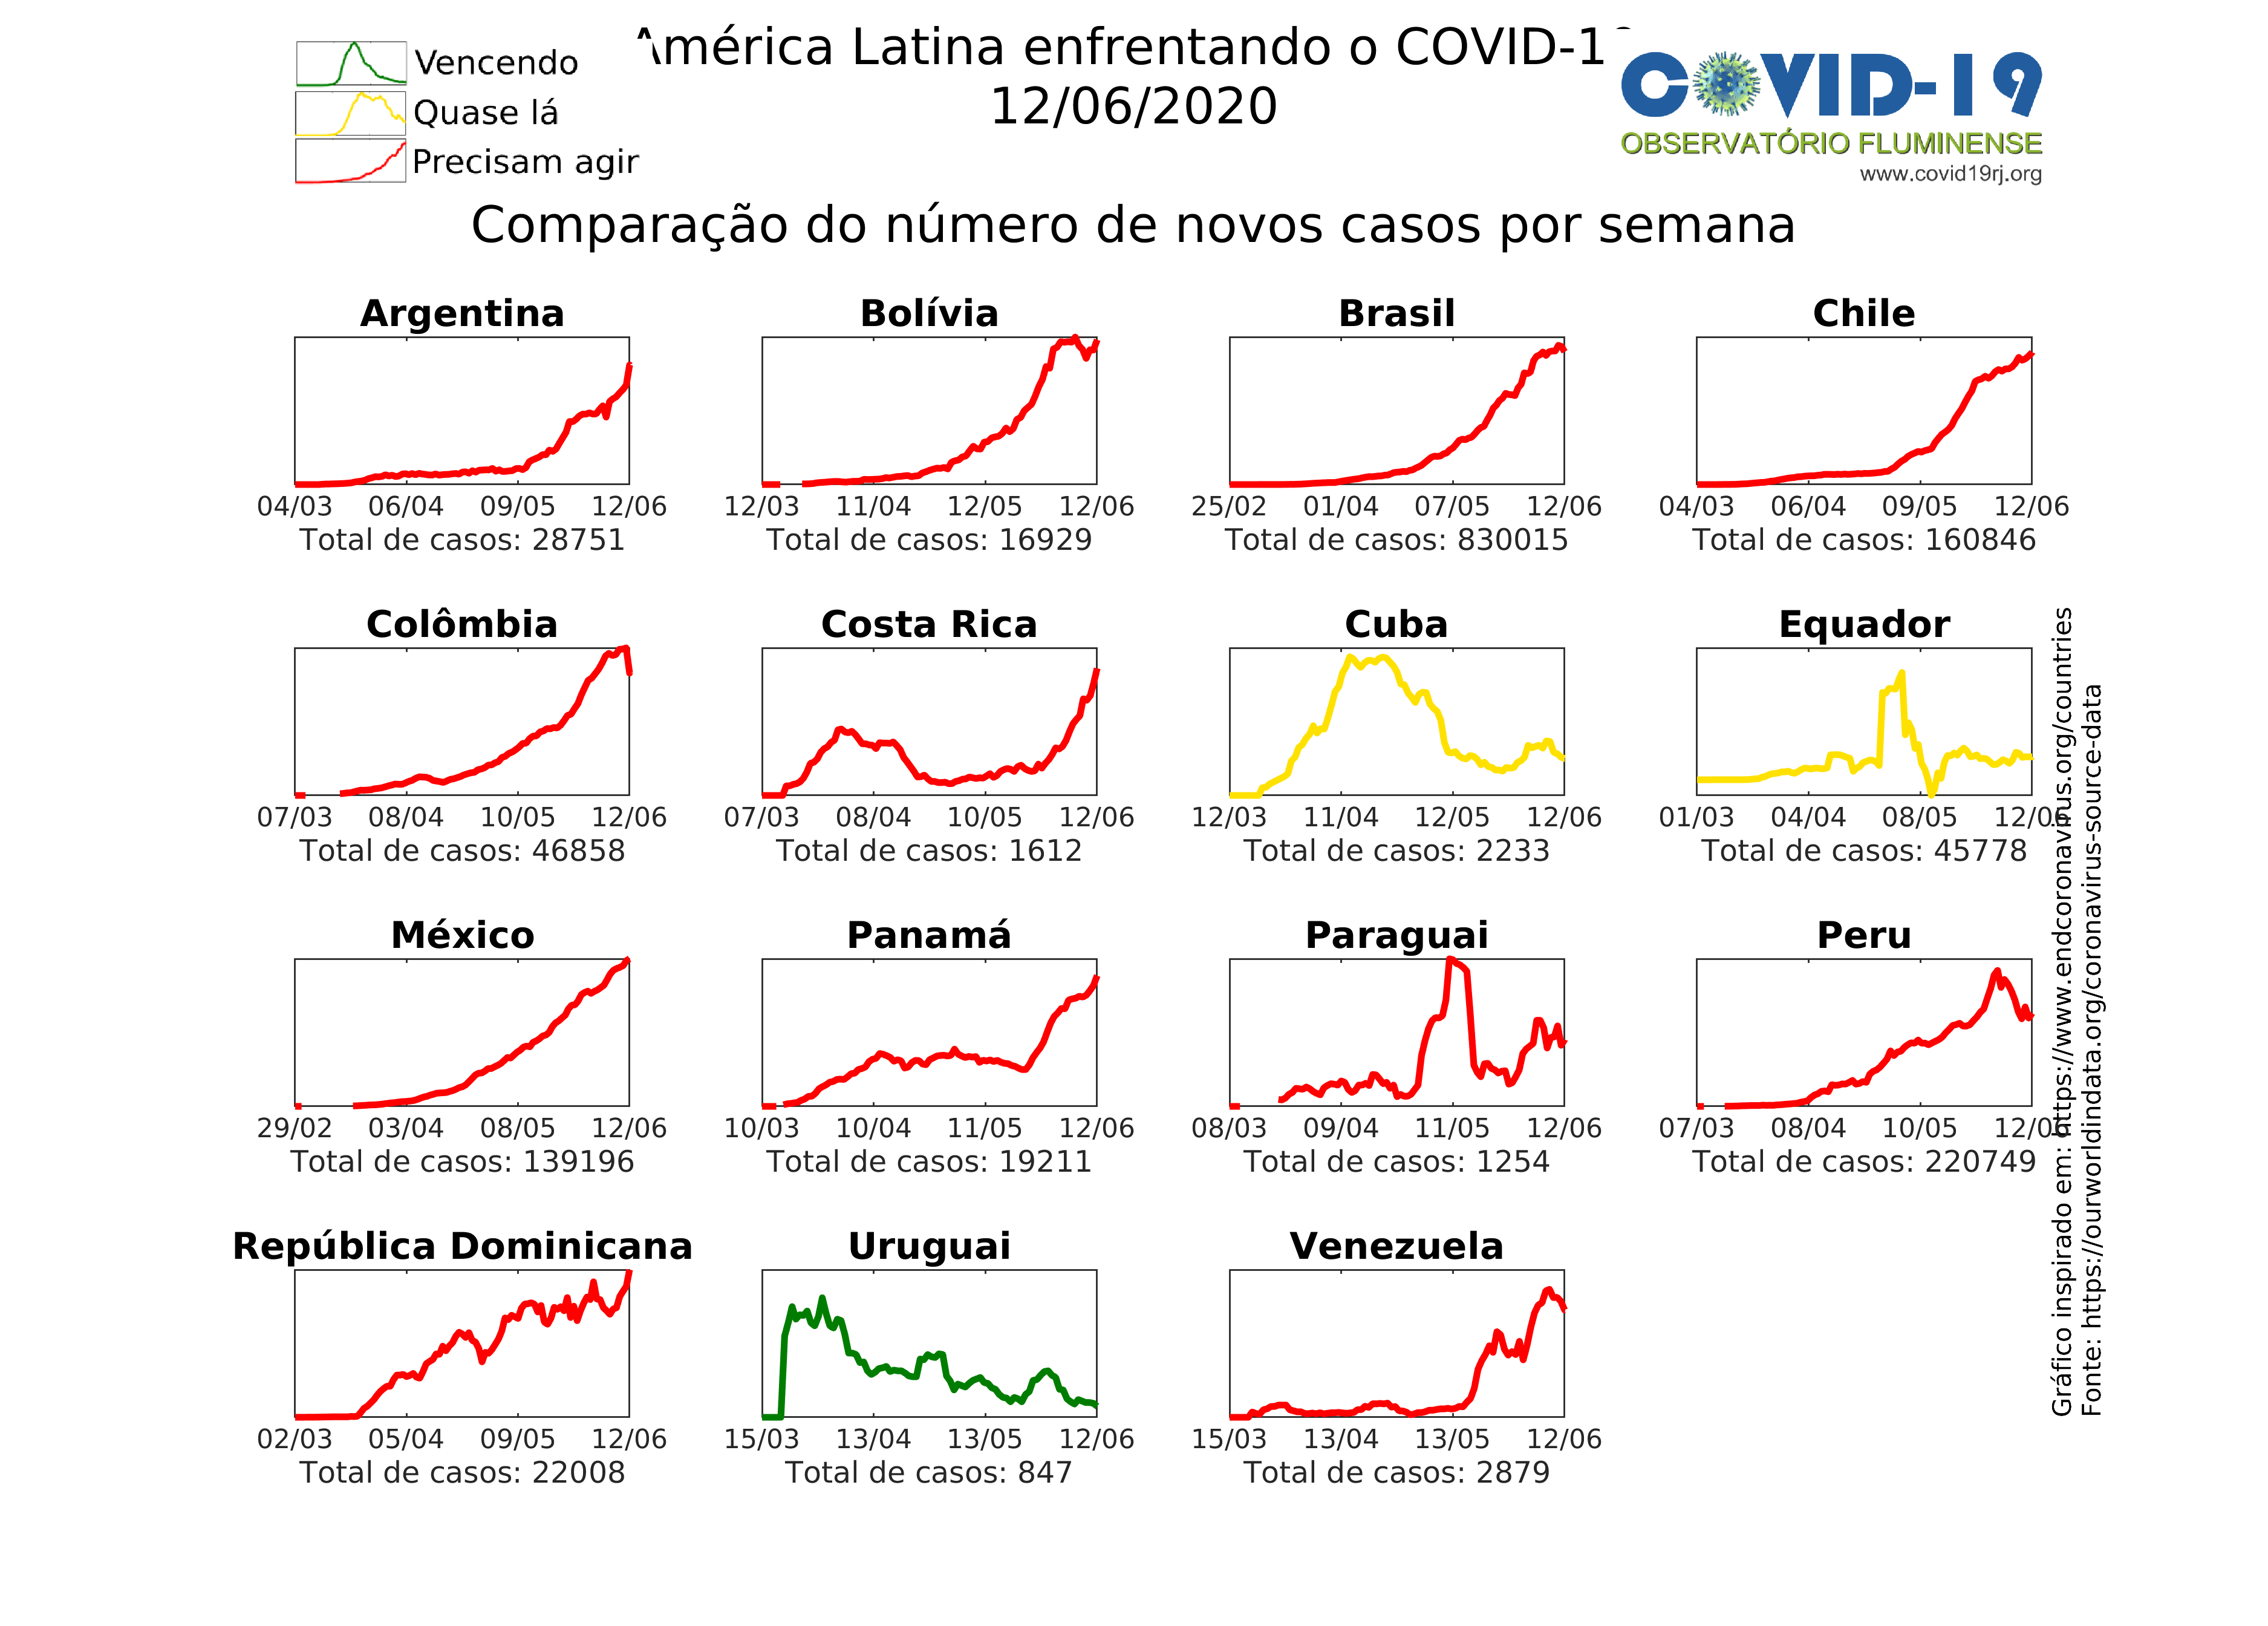 América Latina enfrentando o COVID-19
12/06/2020
Vencendo
Quase lá
Precisam agir
COVID-19
OBSERVATÓRIO FLUMINENSE
www.covid19rj.org
Comparação do número de novos casos por semana
Argentina
04/03 06/04 09/05 12/06
Total de casos: 28751
Bolívia
12/03 11/04 12/05 12/06
Total de casos: 16929
Brasil
25/02 01/04 07/05 12/06
Total de casos: 830015
Chile
04/03 06/04 09/05 12/06
Total de casos: 160846
Colômbia
07/03 08/04 10/05 12/06
Total de casos: 46858
Costa Rica
07/03 08/04 10/05 12/06
Total de casos: 1612
Cuba
12/03 11/04 12/05 12/06
Total de casos: 2233
Equador
01/03 04/04 08/05 12/06
Total de casos: 45778
México
29/02 03/04 08/05 12/06
Total de casos: 139196
Panamá
10/03 10/04 11/05 12/06
Total de casos: 19211
Paraguai
08/03 09/04 11/05 12/06
Total de casos: 1254
Peru
07/03 08/04 10/05 12/06
Total de casos: 220749
República Dominicana
02/03 05/04 09/05 12/06
Total de casos: 22008
Uruguai
15/03 13/04 13/05 12/06
Total de casos: 847
Venezuela
15/03 13/04 13/05 12/06
Total de casos: 2879
Gráfico inspirado em: https://www.endcoronavirus.org/countries
Fonte: https://ourworldindata.org/coronavirus-source-data